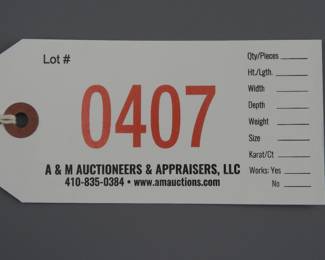 Lot #
0407
A & M AUCTIONEERS & APPRAISERS, LLC
410-835-0384 • www.amauctions.com
Qty/Pieces
Ht./Lgth.
Width
Depth
Weight
Size
Karat/Ct
Works: Yes
No